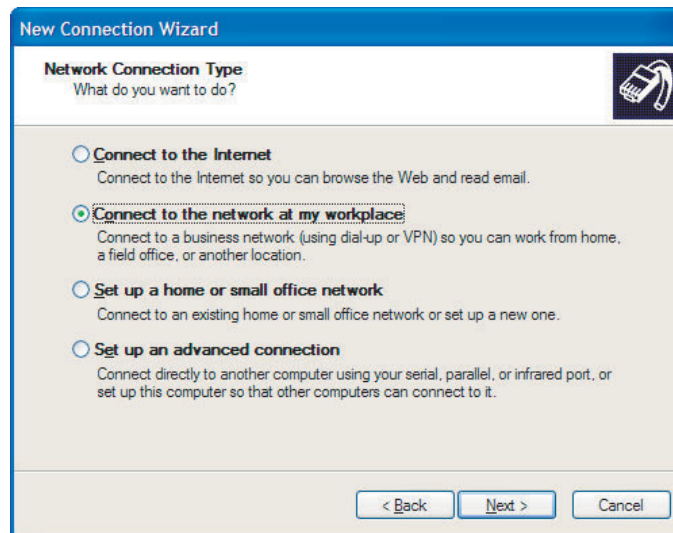 New Connection Wizard
Network Connection Type
What do you want to do?
Connect to the Internet
Connect to the Internet so you can browse the Web and read email.
Connect to the network at my workplace
Connect to a business network (using dial-up or VPN) so you can work from home,
a field office, or another location.
Set up a home or small office network
Connect to an existing home or small office network or set up a new one.
Set up an advanced connection
Connect directly to another computer using your serial, parallel, or infrared port, or
set up this computer so that other computers can connect to it.
< Back Next > Cancel